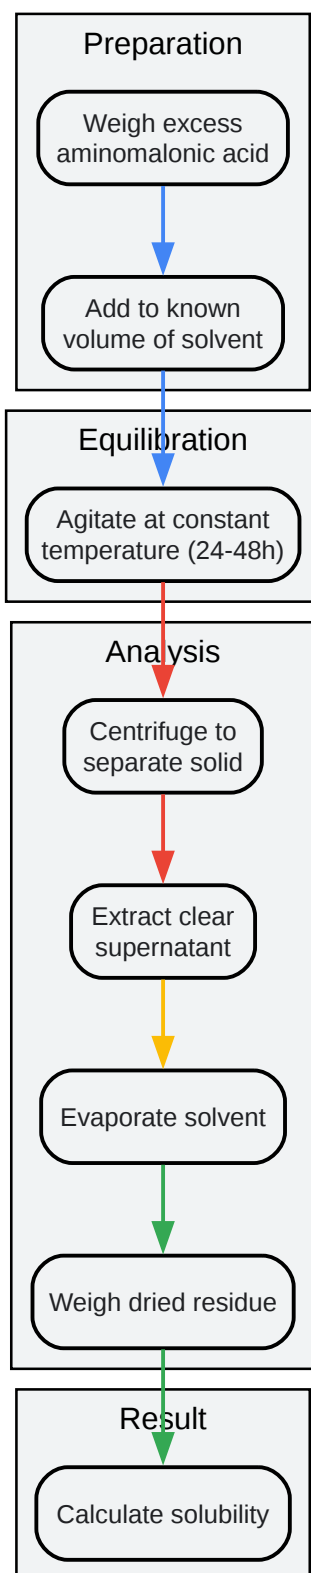 Preparation
Weigh excess
aminomalonic acid
Add to known
volume of solvent
Equilibration
Agitate at constant
temperature (24-48h)
Analysis
Centrifuge to
separate solid
Extract clear
supernatant
Evaporate solvent
Weigh dried residue
Result
Calculate solubility